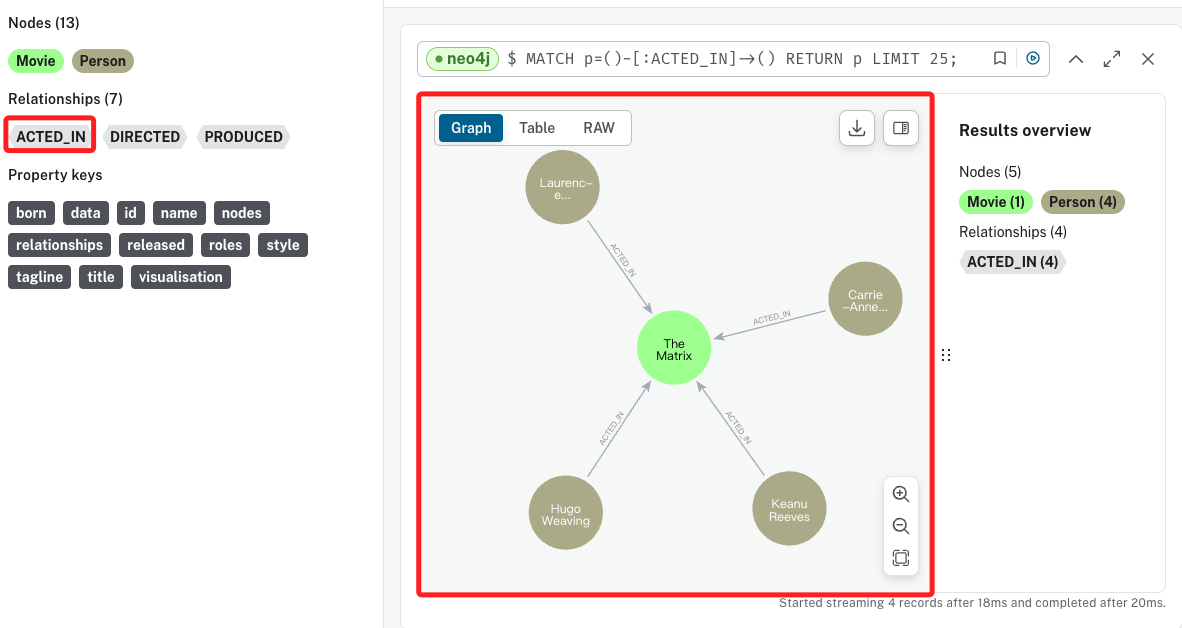 Nodes (13)
Movie Person
Relationships (7)
ACTED_IN DIRECTED PRODUCED
Property keys
born data id name nodes
relationships released roles style
tagline title visualisation
neo4j $ MATCH p=()-[:ACTED_IN]->() RETURN p LIMIT 25;
Graph Table RAW
Laurenc-
e...
ACTED_IN
Carrie
-Anne...
ACTED_IN
The
Matrix
ACTED_IN
ACTED_IN
Hugo
Weaving
Keanu
Reeves
Results overview
Nodes (5)
Movie (1) Person (4)
Relationships (4)
ACTED_IN (4)
Started streaming 4 records after 18ms and completed after 20ms.